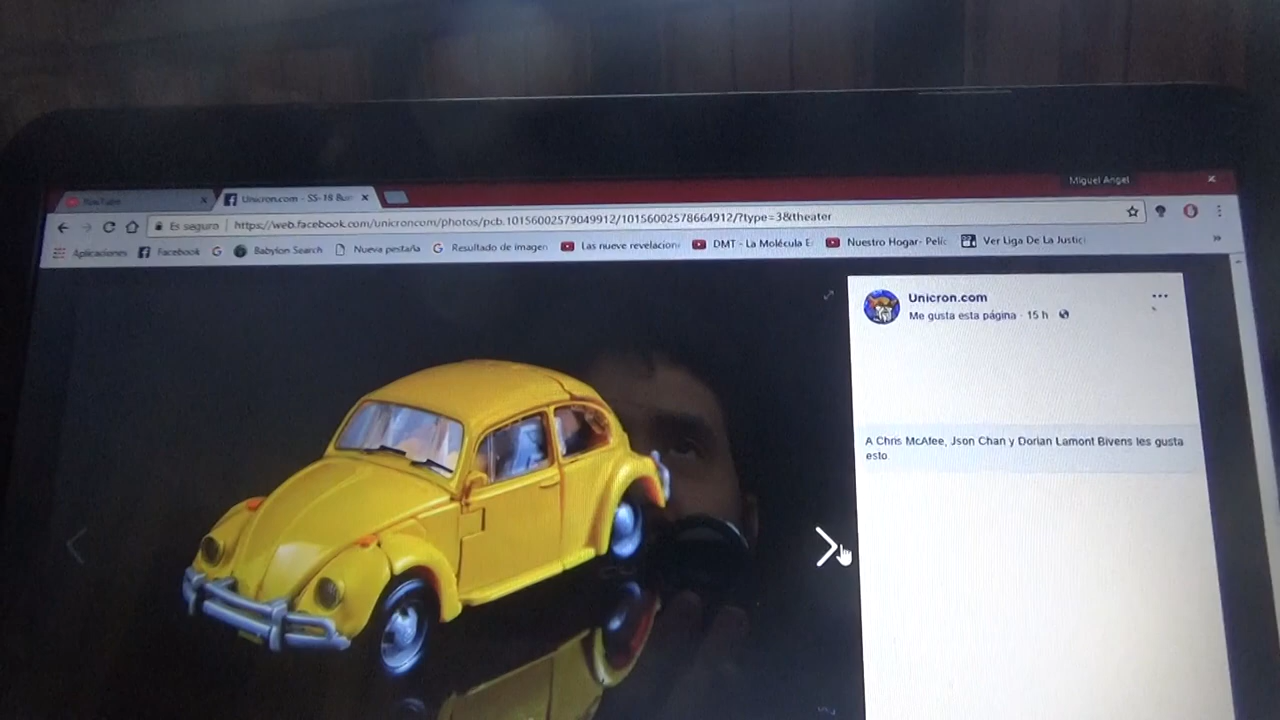 Miguel Angel
YouTube
Unicron.com - SS-18 Bum
Es seguro
https://web.facebook.com/unicroncom/photos/pcb.10156002579049912/10156002578664912/?type=3&theater
Aplicaciones
Facebook
Babylon Search
Nueva pestaña
Resultado de imagen
Las nueve revelacion
DMT - La Molécula E
Nuestro Hogar- Pelíc
Ver Liga De La Justici
»
Unicron.com
Me gusta esta página · 15 h
A Chris McAfee, Json Chan y Dorian Lamont Bivens les gusta
esto.